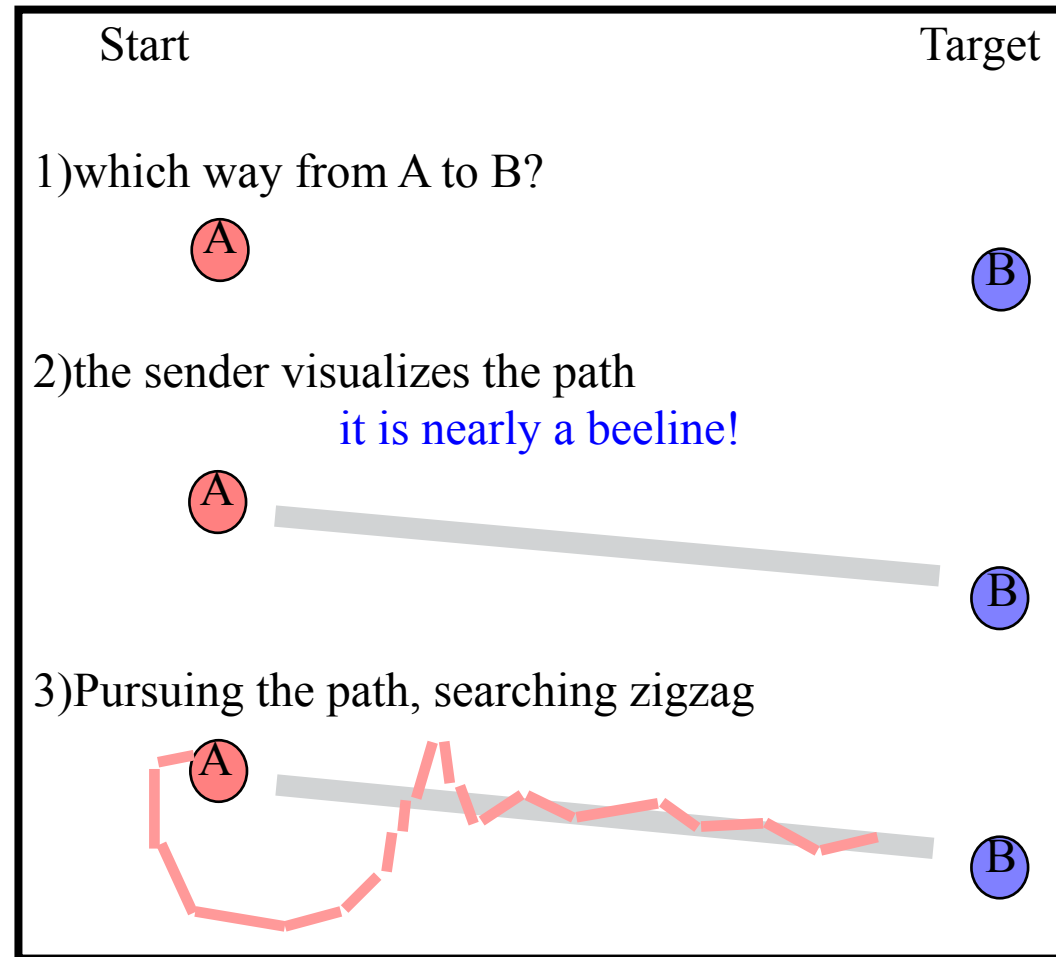 Start Target
1)which way from A to B?
A
B
2)the sender visualizes the path
it is nearly a beeline!
A
B
3)Pursuing the path, searching zigzag
A
B